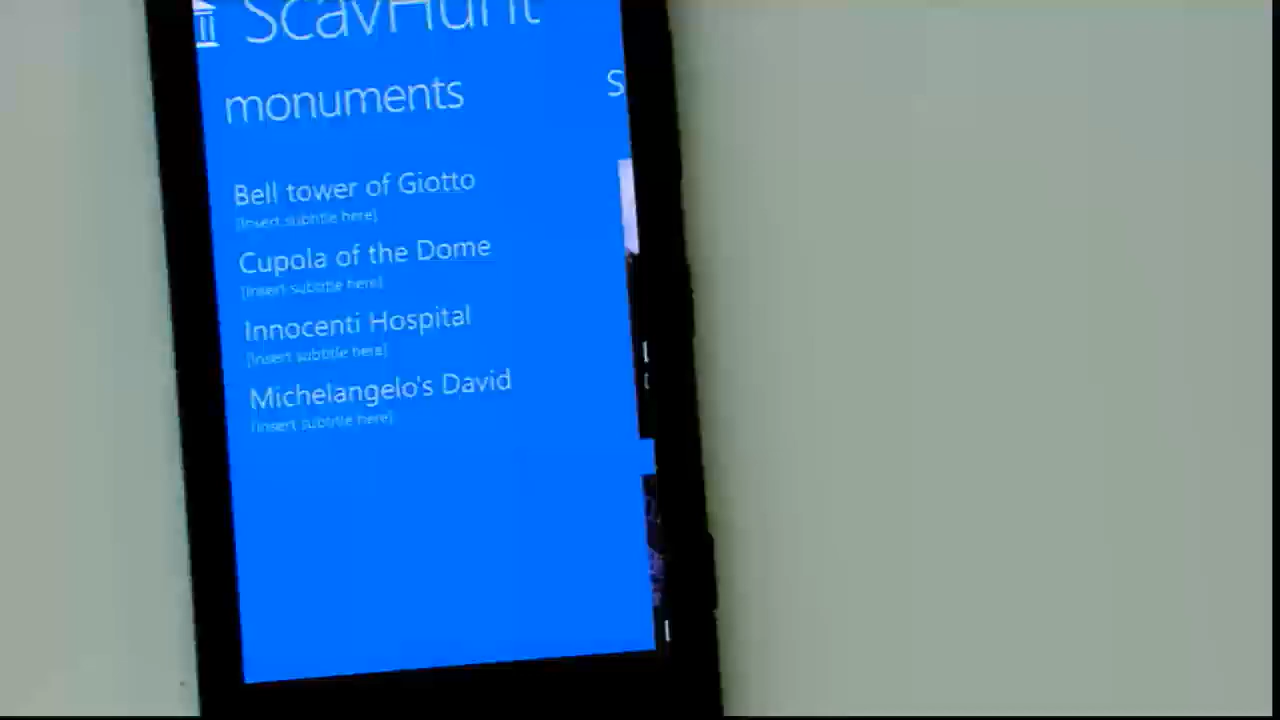 ScavHunt
monuments
S
Bell tower of Giotto
[Insert subtitle here]
Cupola of the Dome
[Insert subtitle here]
Innocenti Hospital
[Insert subtitle here]
Michelangelo's David
[Insert subtitle here]